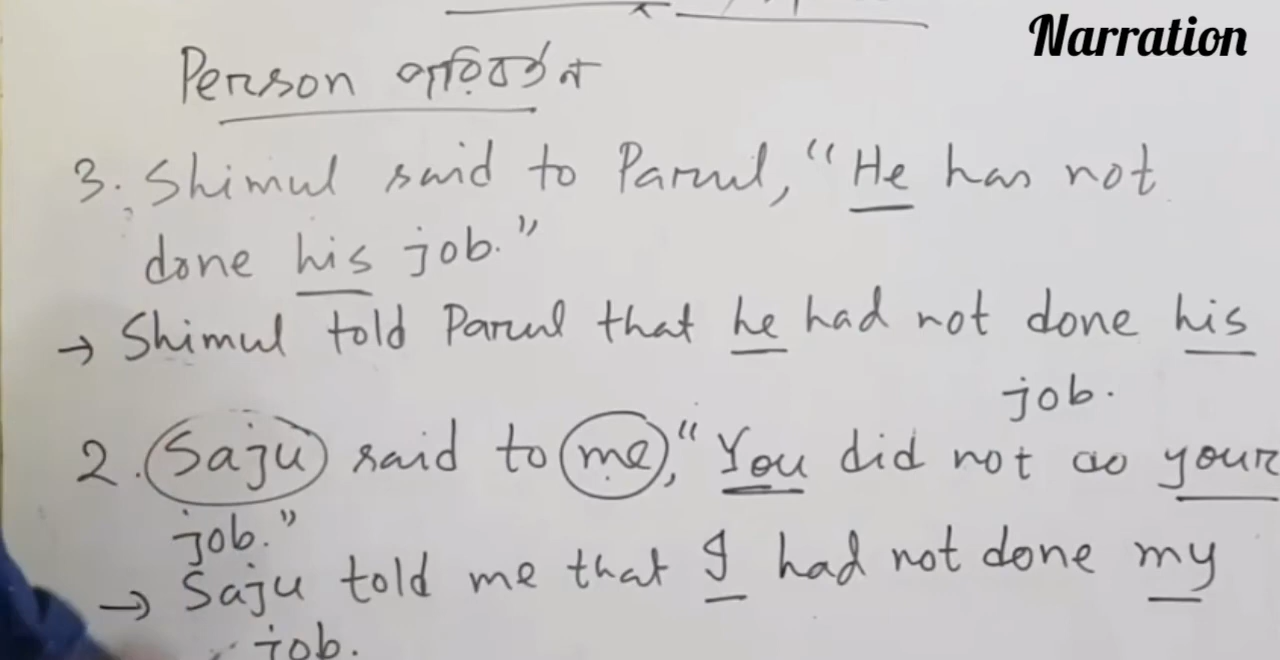 Narration
Person পরিবর্তন
3. Shimul said to Parul, "He has not
done his job."
→ Shimul told Parul that he had not done his
job.
2. Saju said to me, "You did not do your
job."
→ Saju told me that I had not done my
job.